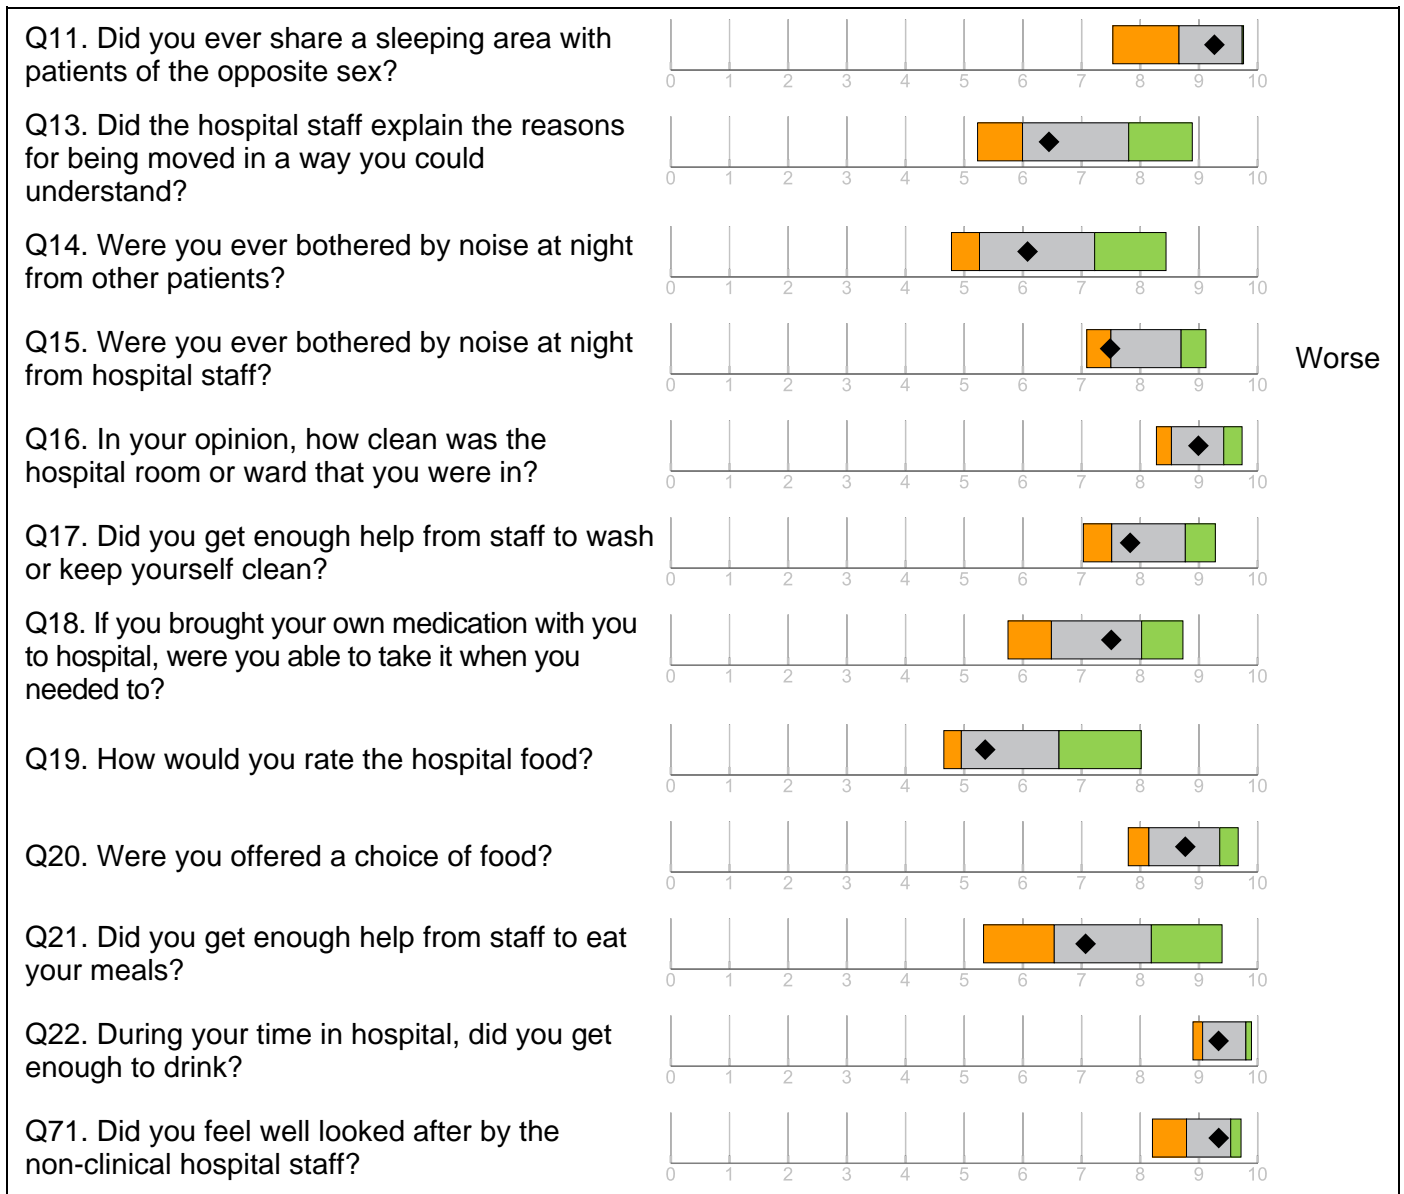 Q11. Did you ever share a sleeping area with
patients of the opposite sex?
0 1 2 3 4 5 6 7 8 9 10
Q13. Did the hospital staff explain the reasons
for being moved in a way you could
understand?
0 1 2 3 4 5 6 7 8 9 10
Q14. Were you ever bothered by noise at night
from other patients?
0 1 2 3 4 5 6 7 8 9 10
Q15. Were you ever bothered by noise at night
from hospital staff?
0 1 2 3 4 5 6 7 8 9 10
Worse
Q16. In your opinion, how clean was the
hospital room or ward that you were in?
0 1 2 3 4 5 6 7 8 9 10
Q17. Did you get enough help from staff to wash
or keep yourself clean?
0 1 2 3 4 5 6 7 8 9 10
Q18. If you brought your own medication with you
to hospital, were you able to take it when you
needed to?
0 1 2 3 4 5 6 7 8 9 10
Q19. How would you rate the hospital food?
0 1 2 3 4 5 6 7 8 9 10
Q20. Were you offered a choice of food?
0 1 2 3 4 5 6 7 8 9 10
Q21. Did you get enough help from staff to eat
your meals?
0 1 2 3 4 5 6 7 8 9 10
Q22. During your time in hospital, did you get
enough to drink?
0 1 2 3 4 5 6 7 8 9 10
Q71. Did you feel well looked after by the
non-clinical hospital staff?
0 1 2 3 4 5 6 7 8 9 10